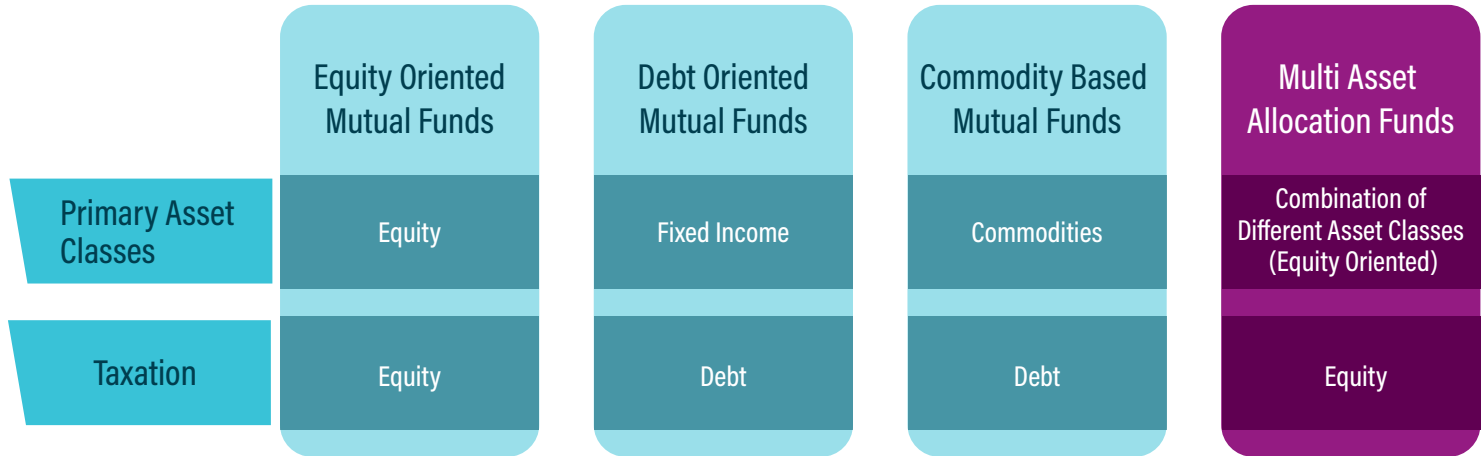 Equity Oriented
Mutual Funds
Debt Oriented
Mutual Funds
Commodity Based
Mutual Funds
Multi Asset
Allocation Funds
Primary Asset
Classes
Equity
Fixed Income
Commodities
Combination of
Different Asset Classes
(Equity Oriented)
Taxation
Equity
Debt
Debt
Equity